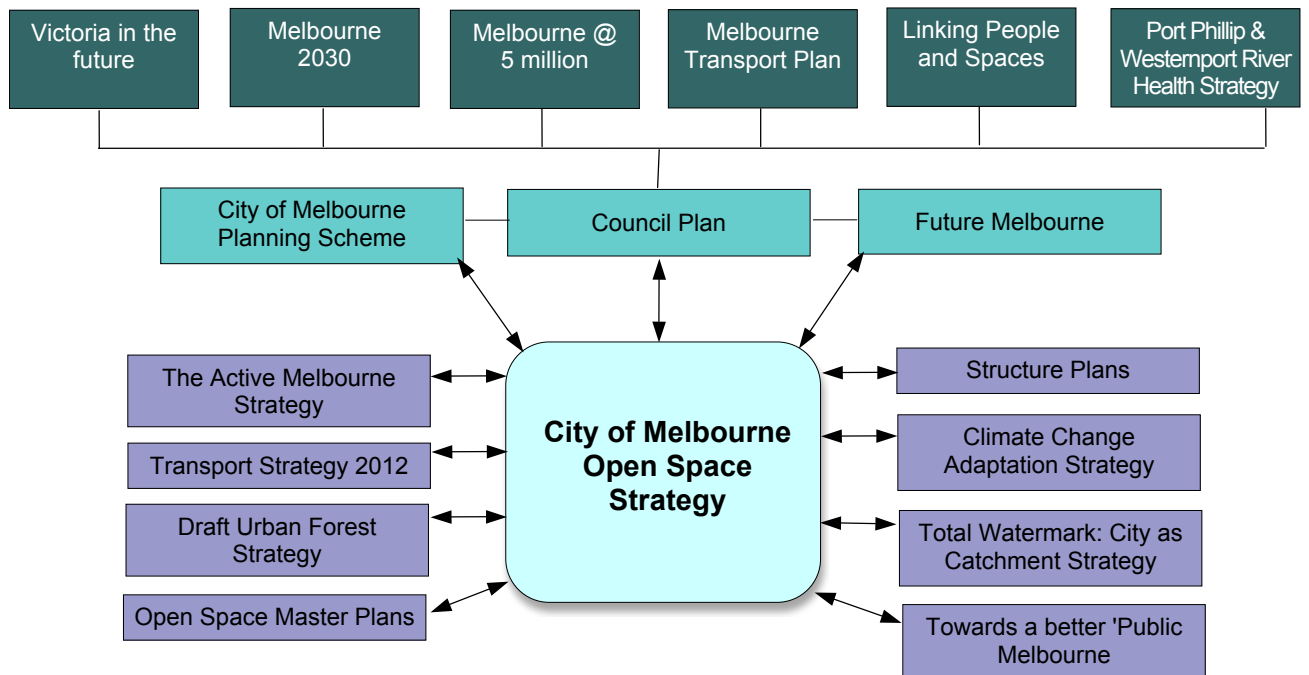 Victoria in the
future
Melbourne
2030
Melbourne @
5 million
Melbourne
Transport Plan
Linking People
and Spaces
Port Phillip &
Westernport River
Health Strategy
City of Melbourne
Planning Scheme
Council Plan
Future Melbourne
The Active Melbourne
Strategy
Transport Strategy 2012
Draft Urban Forest
Strategy
Open Space Master Plans
City of Melbourne
Open Space
Strategy
Structure Plans
Climate Change
Adaptation Strategy
Total Watermark: City as
Catchment Strategy
Towards a better 'Public
Melbourne